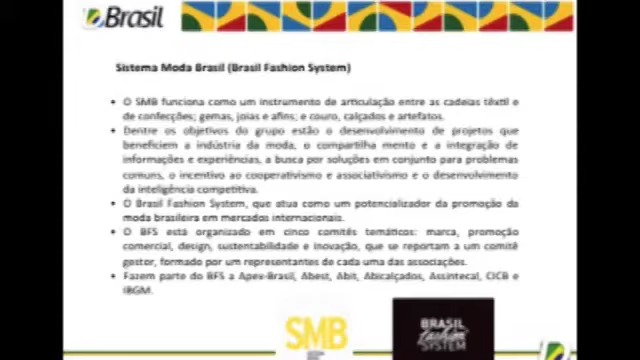 Brasil
Sistema Moda Brasil (Brasil Fashion System)
• O SMB funciona como um instrumento de articulação entre as cadeias têxtil e
de confecções; gemas, joias e afins; e couro, calçados e artefatos.
• Dentre os objetivos do grupo estão o desenvolvimento de projetos que
beneficiem a indústria da moda, o compartilha mento e a integração de
informações e experiências, a busca por soluções em conjunto para problemas
comuns, o incentivo ao cooperativismo e associativismo e o desenvolvimento
da inteligência competitiva.
• O Brasil Fashion System, que atua como um potencializador da promoção da
moda brasileira em mercados internacionais.
• O BFS está organizado em cinco comitês temáticos: marca, promoção
comercial, design, sustentabilidade e inovação, que se reportam a um comitê
gestor, formado por um representantes de cada uma das associações.
• Fazem parte do BFS a Apex-Brasil, Abest, Abit, Abicalçados, Assintecal, CICB e
IBGM.
SMB
BRASIL
Fashion
SYSTEM